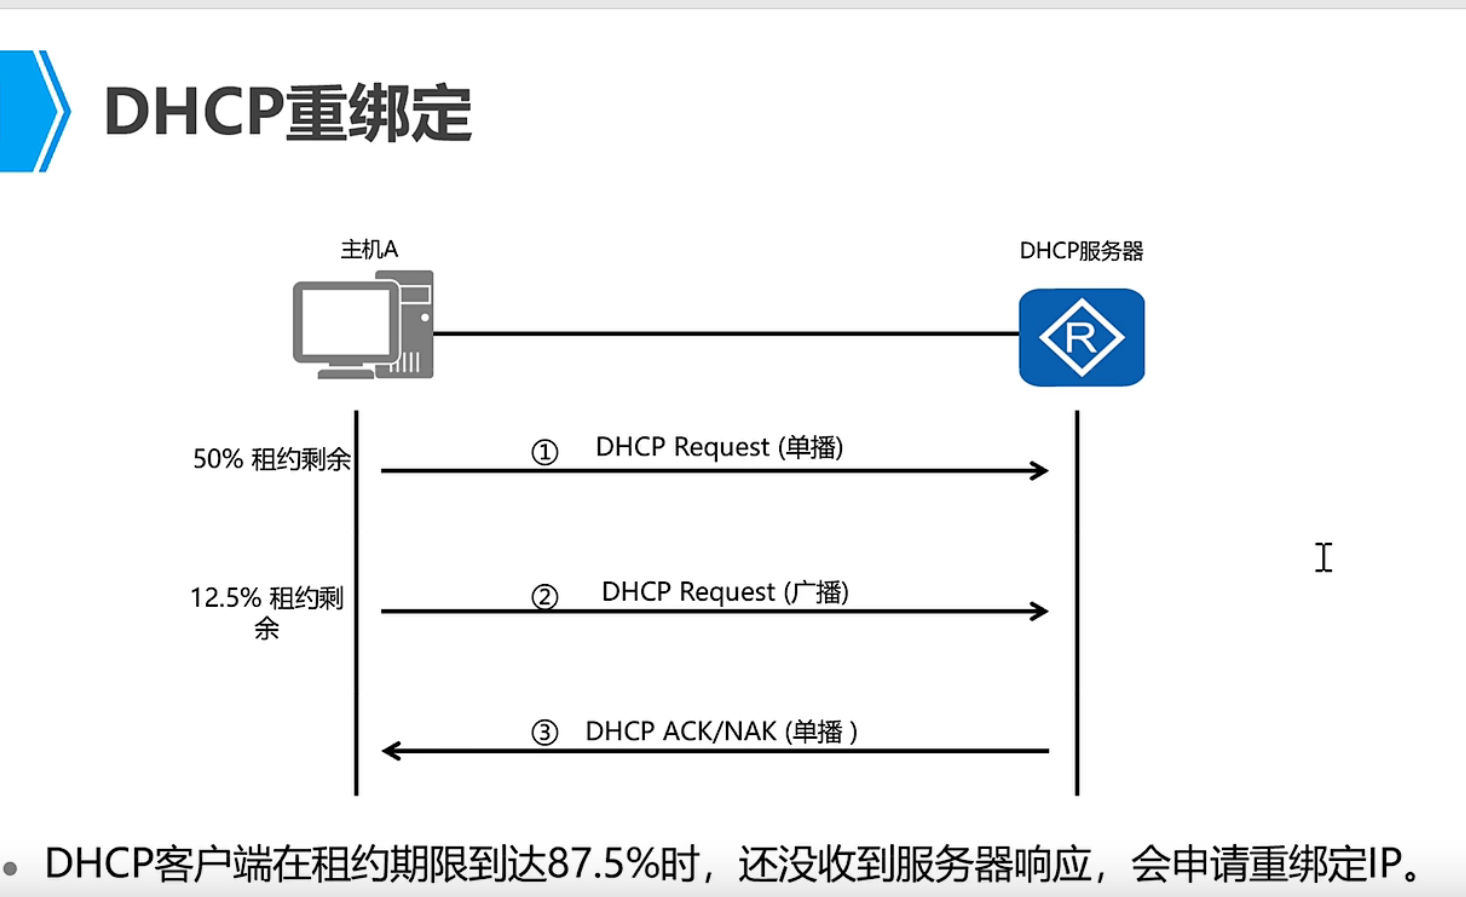 DHCP重绑定
主机A
DHCP服务器
R
50% 租约剩余
① DHCP Request (单播)
12.5% 租约剩
余
② DHCP Request (广播)
③ DHCP ACK/NAK (单播 )
• DHCP客户端在租约期限到达87.5%时，还没收到服务器响应，会申请重绑定IP。